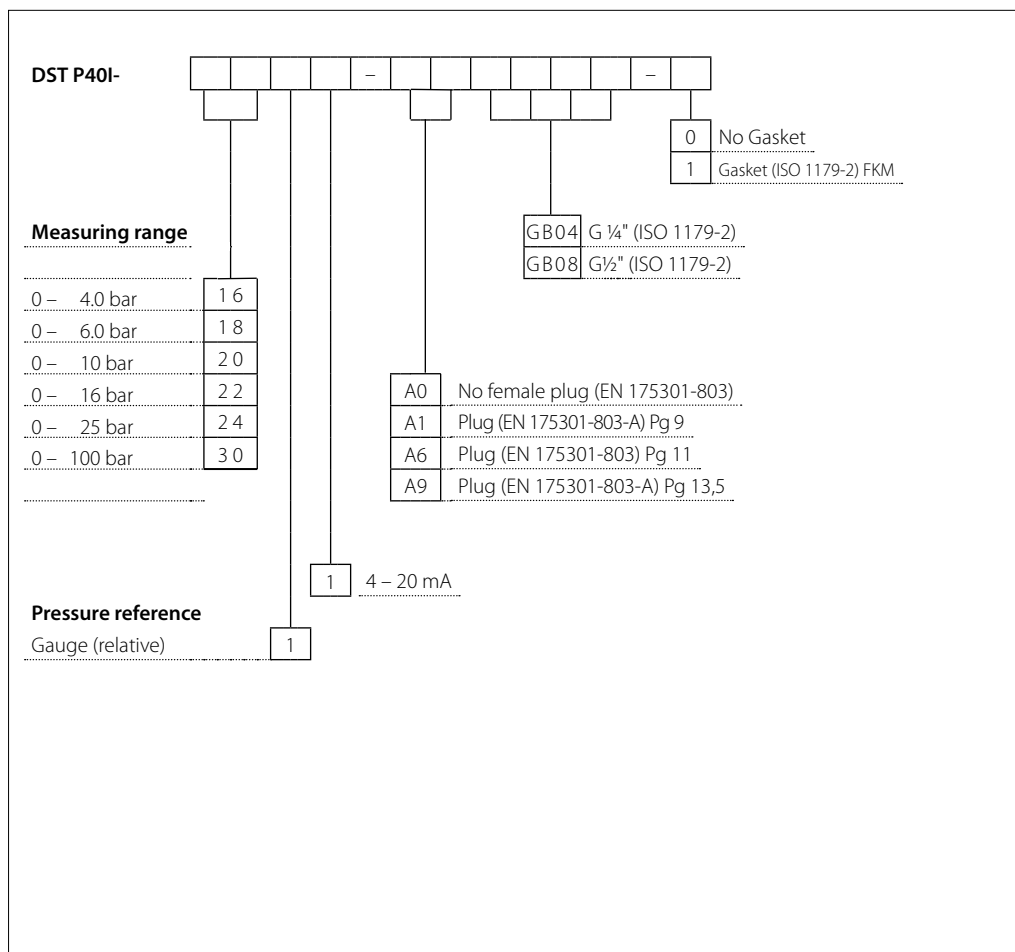 DST P40I-
–
–
0 No Gasket
1 Gasket (ISO 1179-2) FKM
Measuring range
GB04 G ¼" (ISO 1179-2)
GB08 G½" (ISO 1179-2)
0 – 4.0 bar 16
0 – 6.0 bar 18
0 – 10 bar 20
0 – 16 bar 22
0 – 25 bar 24
0 – 100 bar 30
A0 No female plug (EN 175301-803)
A1 Plug (EN 175301-803-A) Pg 9
A6 Plug (EN 175301-803) Pg 11
A9 Plug (EN 175301-803-A) Pg 13,5
1 4 – 20 mA
Pressure reference
Gauge (relative) 1